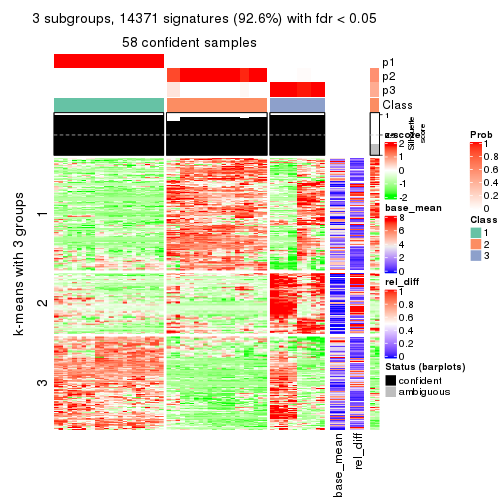 3 subgroups, 14371 signatures (92.6%) with fdr < 0.05
58 confident samples
p1
p2
p3
Class
1
Silhouette
score
k-means with 3 groups
1
2
3
z-score
2
1
0
-1
-2
base_mean
8
6
4
2
0
rel_diff
1
0.8
0.6
0.4
0.2
0
Status (barplots)
confident
ambiguous
Prob
1
0.8
0.6
0.4
0.2
0
Class
1
2
3
base_mean
rel_diff